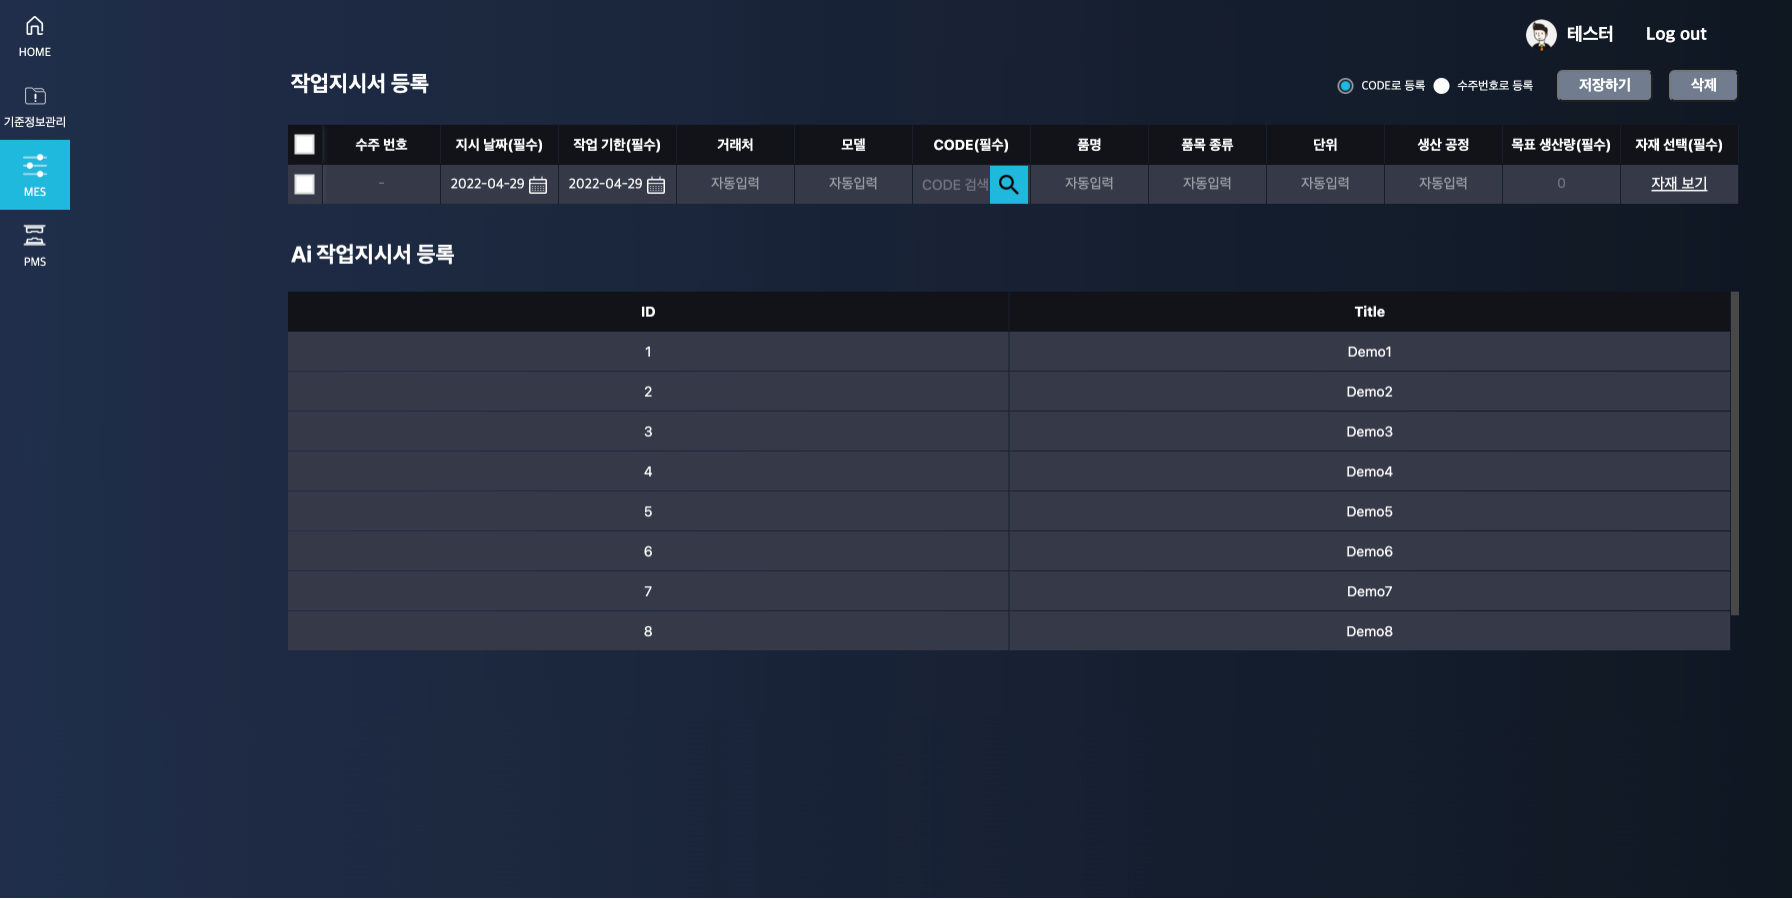 HOME
기준정보관리
MES
PMS
테스터 Log out
작업지시서 등록
CODE로 등록 수주번호로 등록 저장하기 삭제
수주 번호 지시 날짜(필수) 작업 기한(필수) 거래처 모델 CODE(필수) 품명 품목 종류 단위 생산 공정 목표 생산량(필수) 자재 선택(필수)
- 2022-04-29 2022-04-29 자동입력 자동입력 CODE 검색 자동입력 자동입력 자동입력 자동입력 0 자재 보기
Ai 작업지시서 등록
ID Title
1 Demo1
2 Demo2
3 Demo3
4 Demo4
5 Demo5
6 Demo6
7 Demo7
8 Demo8